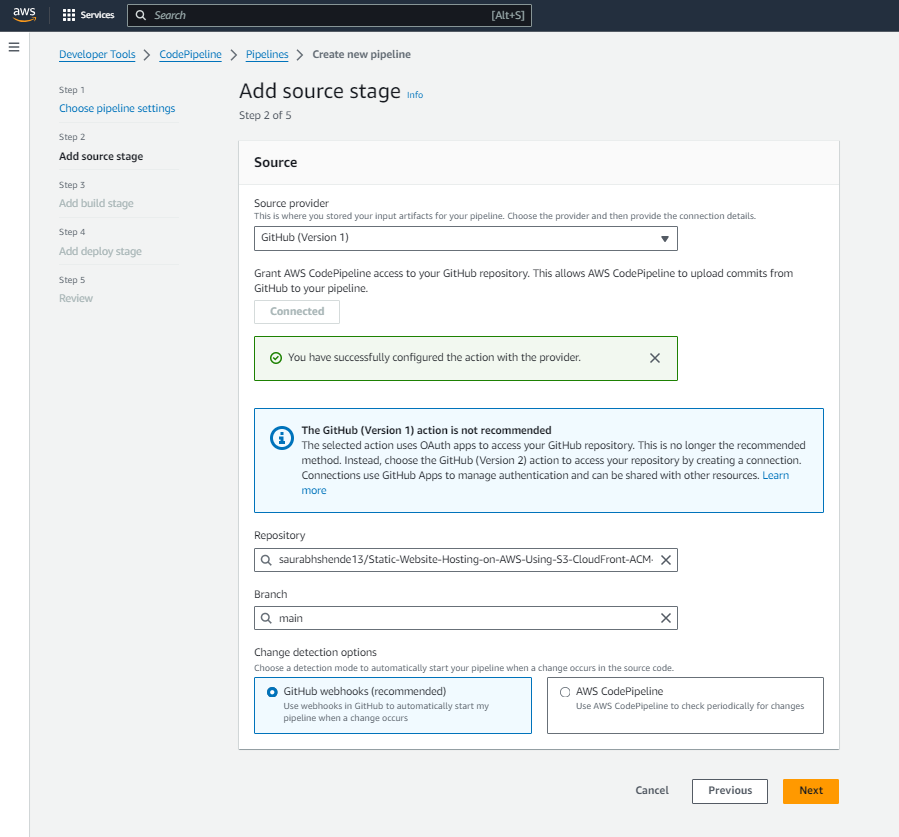 aws
Services
Search
[Alt+S]
Developer Tools
CodePipeline
Pipelines
Create new pipeline
Step 1
Choose pipeline settings
Step 2
Add source stage
Step 3
Add build stage
Step 4
Add deploy stage
Step 5
Review
Add source stage Info
Step 2 of 5
Source
Source provider
This is where you stored your input artifacts for your pipeline. Choose the provider and then provide the connection details.
GitHub (Version 1)
Grant AWS CodePipeline access to your GitHub repository. This allows AWS CodePipeline to upload commits from
GitHub to your pipeline.
Connected
You have successfully configured the action with the provider.
The GitHub (Version 1) action is not recommended
The selected action uses OAuth apps to access your GitHub repository. This is no longer the recommended
method. Instead, choose the GitHub (Version 2) action to access your repository by creating a connection.
Connections use GitHub Apps to manage authentication and can be shared with other resources. Learn
more
Repository
saurabhshende13/Static-Website-Hosting-on-AWS-Using-S3-CloudFront-ACM-
Branch
main
Change detection options
Choose a detection mode to automatically start your pipeline when a change occurs in the source code.
GitHub webhooks (recommended)
Use webhooks in GitHub to automatically start my
pipeline when a change occurs
AWS CodePipeline
Use AWS CodePipeline to check periodically for changes
Cancel
Previous
Next